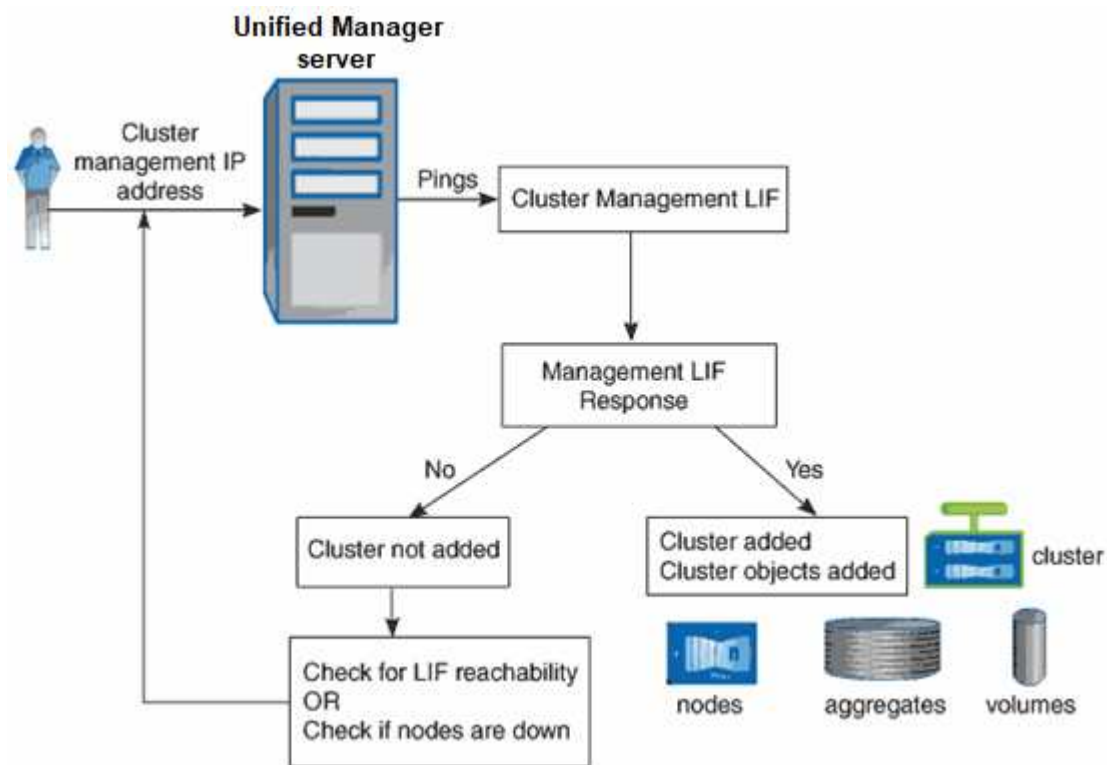 Unified Manager
server
Cluster
management IP
address
Pings
Cluster Management LIF
Management LIF
Response
No
Yes
Cluster not added
Cluster added
Cluster objects added
cluster
Check for LIF reachability
OR
Check if nodes are down
nodes
aggregates
volumes